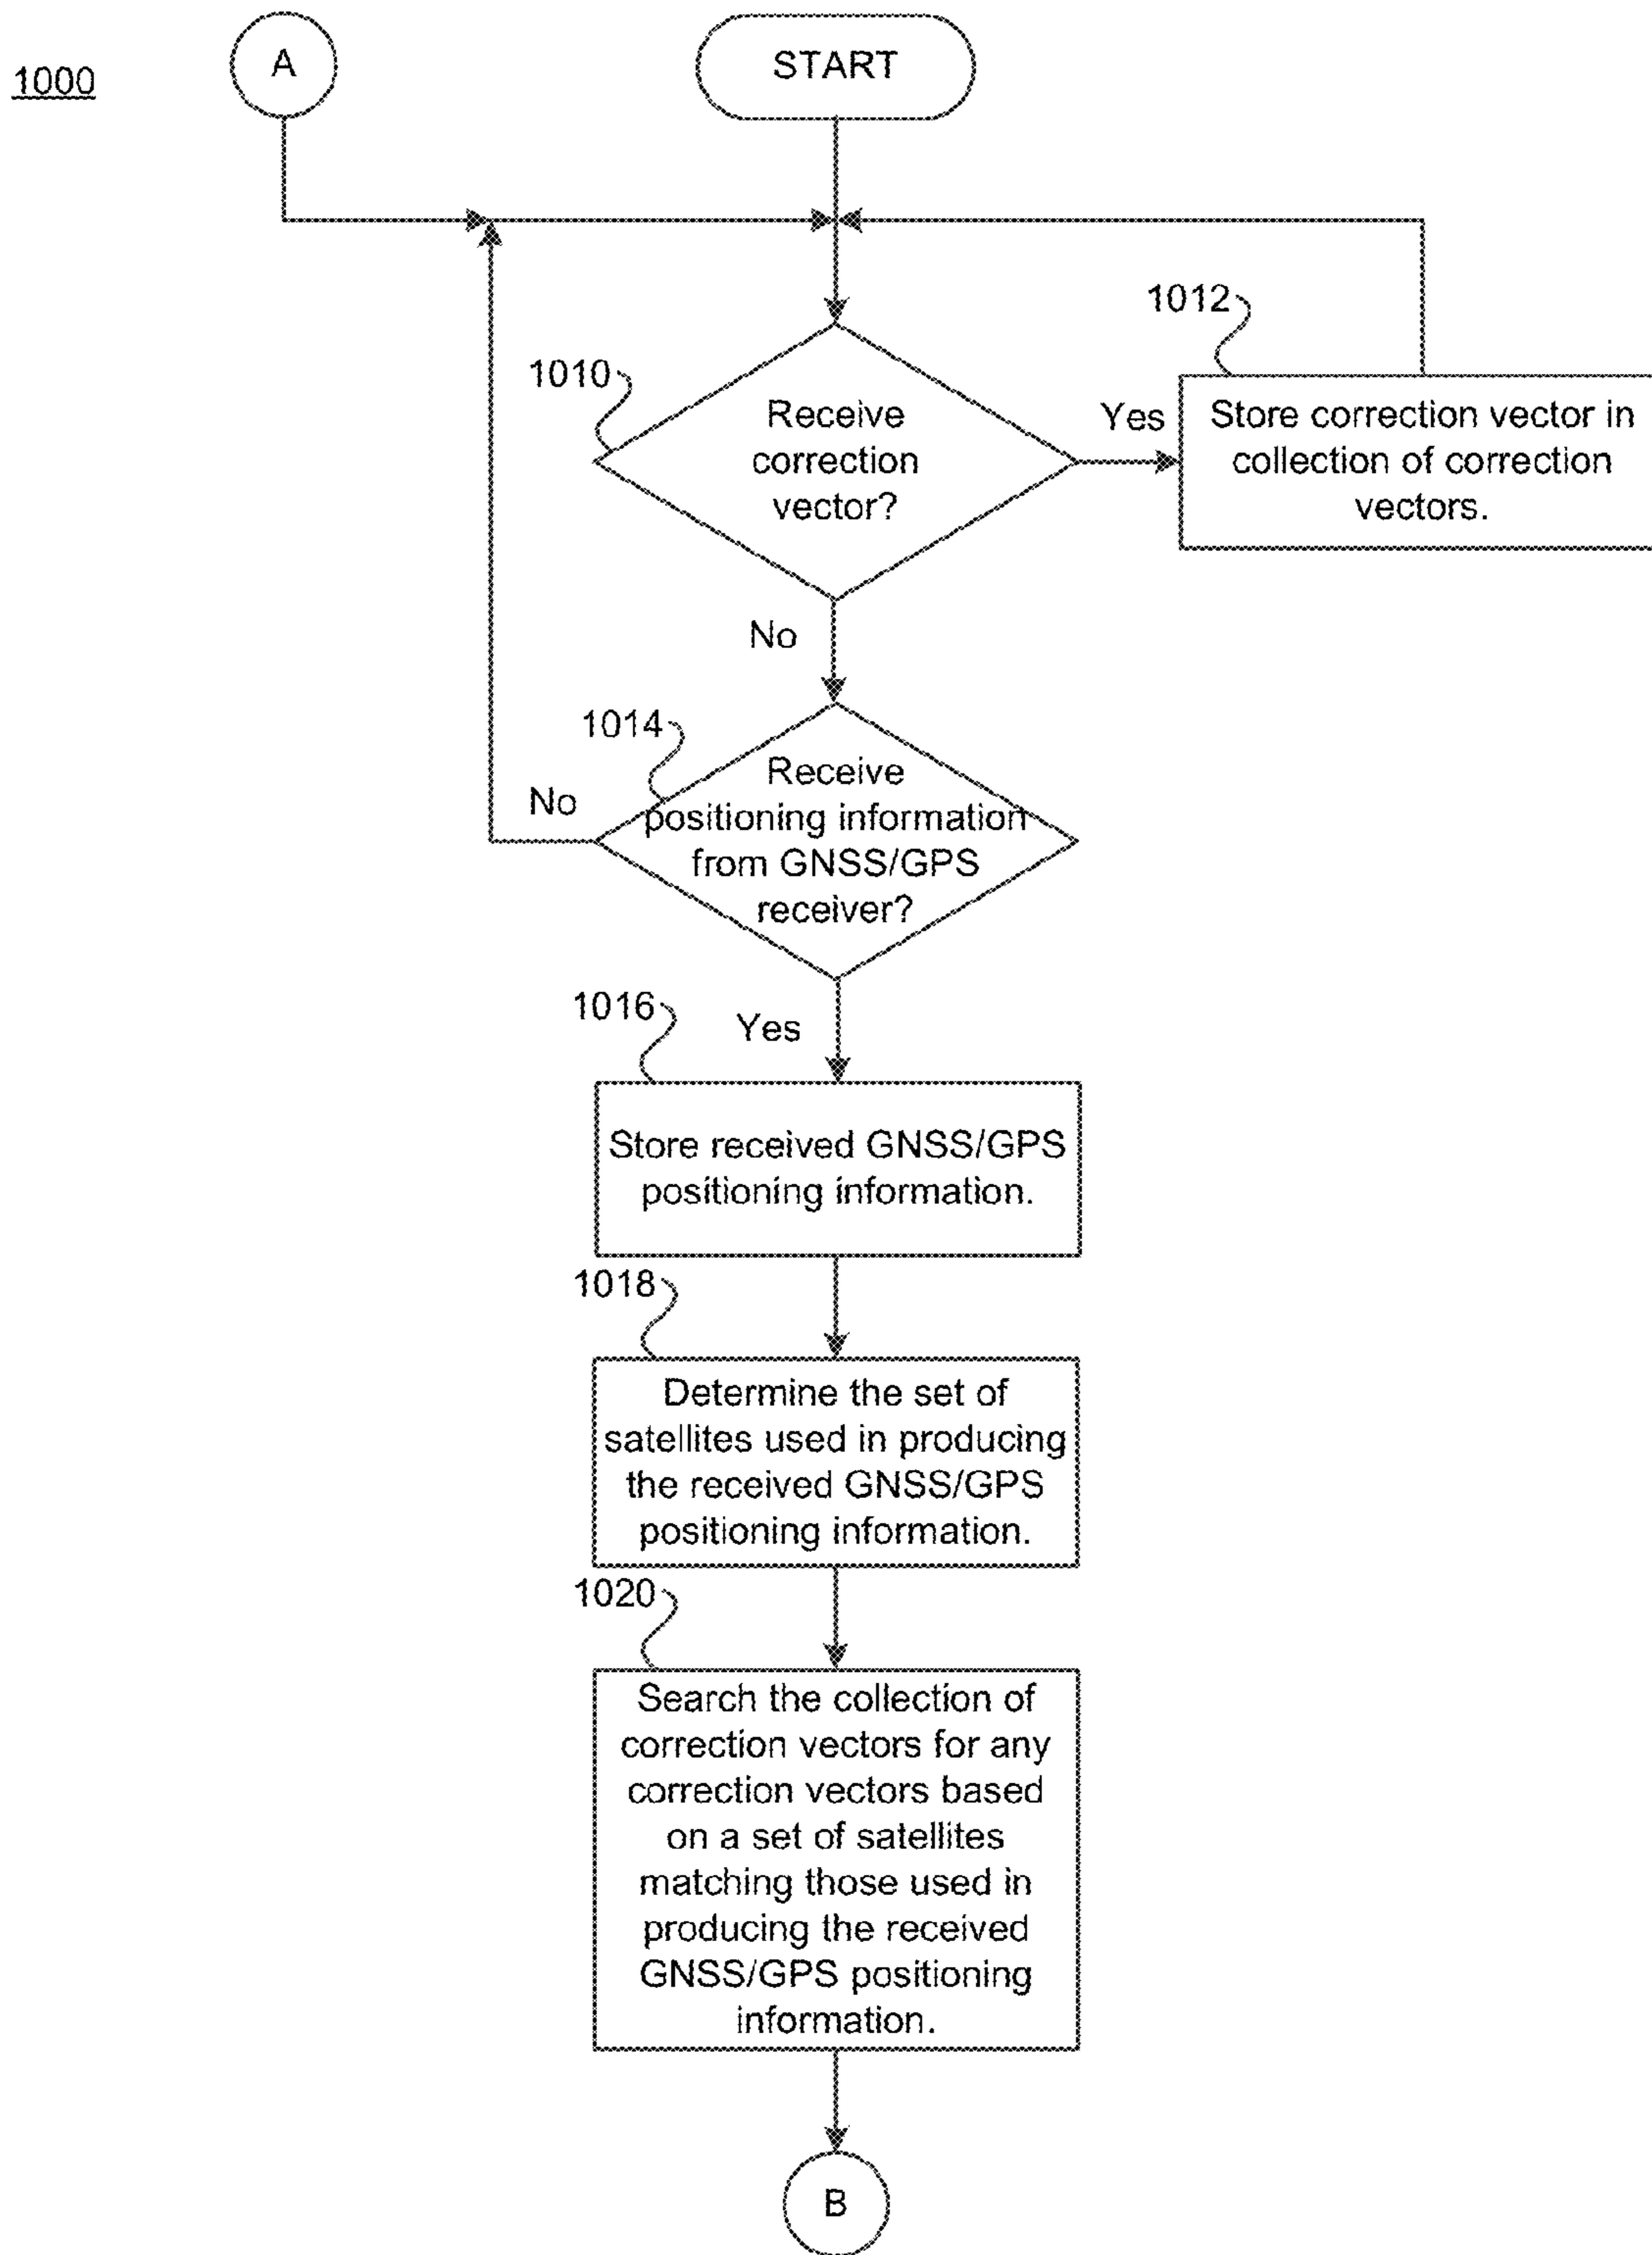 1000
A
START
1012
1010
Receive
correction
vector?
Yes
Store correction vector in
collection of correction
vectors.
No
1014
Receive
positioning information
from GNSS/GPS
receiver?
No
1016
Yes
Store received GNSS/GPS
positioning information.
1018
Determine the set of
satellites used in producing
the received GNSS/GPS
positioning information.
1020
Search the collection of
correction vectors for any
correction vectors based
on a set of satellites
matching those used in
producing the received
GNSS/GPS positioning
information.
B